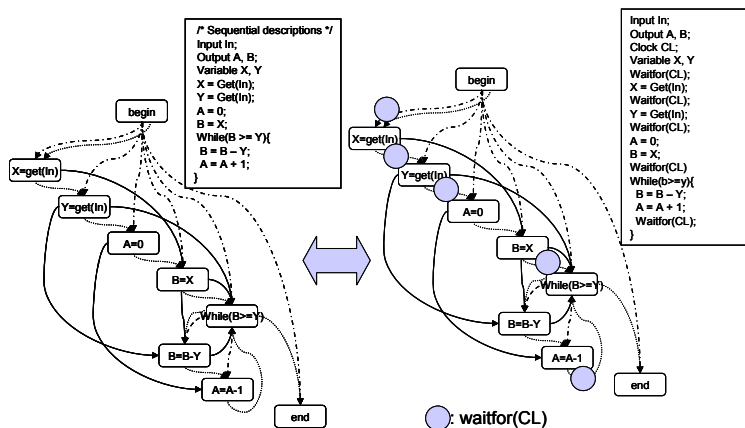 /* Sequential descriptions */
Input In;
Output A, B;
Variable X, Y
X = Get(In);
Y = Get(In);
A = 0;
B = X;
While(B >= Y){
B = B – Y;
A = A + 1;
}
begin
X=get(In)
Y=get(In)
A=0
B=X
While(B>=Y)
B=B-Y
A=A-1
end
Input In;
Output A, B;
Clock CL;
Variable X, Y
Waitfor(CL);
X = Get(In);
Waitfor(CL);
Y = Get(In);
Waitfor(CL);
A = 0;
B = X;
Waitfor(CL)
While(b>=y){
B = B – Y;
A = A + 1;
Waitfor(CL);
}
begin
X=get(In)
Y=get(In)
A=0
B=X
While(B>=Y)
B=B-Y
A=A-1
end
: waitfor(CL)